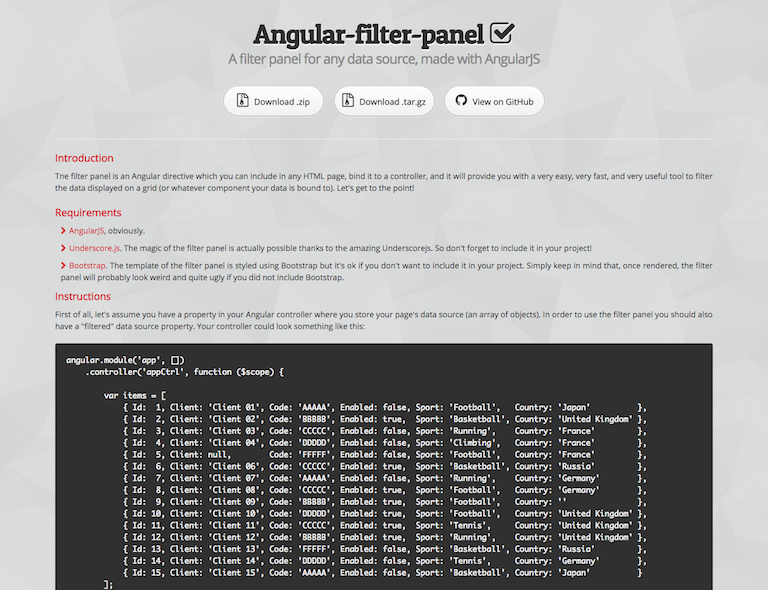 Angular-filter-panel
A filter panel for any data source, made with AngularJS
Download .zip
Download .tar.gz
View on GitHub
Introduction
The filter panel is an Angular directive which you can include in any HTML page, bind it to a controller, and it will provide you with a very easy, very fast, and very useful tool to filter
the data displayed on a grid (or whatever component your data is bound to). Let's get to the point!
Requirements
AngularJS, obviously.
Underscore.js. The magic of the filter panel is actually possible thanks to the amazing Underscorejs. So don't forget to include it in your project!
Bootstrap. The template of the filter panel is styled using Bootstrap but it's ok if you don't want to include it in your project. Simply keep in mind that, once rendered, the filter
panel will probably look weird and quite ugly if you did not include Bootstrap.
Instructions
First of all, let's assume you have a property in your Angular controller where you store your page's data source (an array of objects). In order to use the filter panel you should also
have a "filtered" data source property. Your controller could look something like this:
angular.module('app', [])
.controller('appCtrl', function ($scope) {
var items = [
{ Id:  1, Client: 'Client 01', Code: 'AAAAA', Enabled: false, Sport: 'Football',   Country: 'Japan'          },
{ Id:  2, Client: 'Client 02', Code: 'BBBBB', Enabled: true,  Sport: 'Basketball', Country: 'United Kingdom' },
{ Id:  3, Client: 'Client 03', Code: 'CCCCC', Enabled: false, Sport: 'Running',    Country: 'France'         },
{ Id:  4, Client: 'Client 04', Code: 'DDDDD', Enabled: false, Sport: 'Climbing',   Country: 'France'         },
{ Id:  5, Client: null,        Code: 'FFFFF', Enabled: false, Sport: 'Football',   Country: 'France'         },
{ Id:  6, Client: 'Client 06', Code: 'CCCCC', Enabled: true,  Sport: 'Basketball', Country: 'Russia'         },
{ Id:  7, Client: 'Client 07', Code: 'AAAAA', Enabled: false, Sport: 'Running',    Country: 'Germany'        },
{ Id:  8, Client: 'Client 08', Code: 'CCCCC', Enabled: true,  Sport: 'Football',   Country: 'Germany'        },
{ Id:  9, Client: 'Client 09', Code: 'BBBBB', Enabled: true,  Sport: 'Football',   Country: ''               },
{ Id: 10, Client: 'Client 10', Code: 'DDDDD', Enabled: true,  Sport: 'Football',   Country: 'United Kingdom' },
{ Id: 11, Client: 'Client 11', Code: 'CCCCC', Enabled: true,  Sport: 'Tennis',     Country: 'United Kingdom' },
{ Id: 12, Client: 'Client 12', Code: 'BBBBB', Enabled: true,  Sport: 'Running',    Country: 'United Kingdom' },
{ Id: 13, Client: 'Client 13', Code: 'FFFFF', Enabled: false, Sport: 'Basketball', Country: 'Russia'         },
{ Id: 14, Client: 'Client 14', Code: 'DDDDD', Enabled: false, Sport: 'Tennis',     Country: 'Germany'        },
{ Id: 15, Client: 'Client 15', Code: 'AAAAA', Enabled: false, Sport: 'Basketball', Country: 'Japan'          }
];